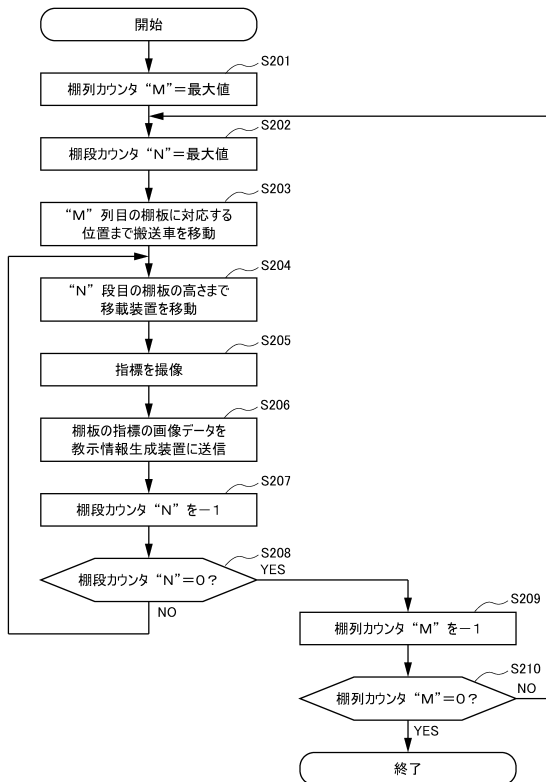 開始
S201
棚列カウンタ “M”＝最大値
S202
棚段カウンタ “N”＝最大値
S203
“M” 列目の棚板に対応する
位置まで搬送車を移動
S204
“N” 段目の棚板の高さまで
移載装置を移動
S205
指標を撮像
S206
棚板の指標の画像データを
教示情報生成装置に送信
S207
棚段カウンタ “N” を－1
S208
棚段カウンタ “N”＝0？
YES
NO
S209
棚列カウンタ “M” を－1
S210
棚列カウンタ “M”＝0？
NO
YES
終了